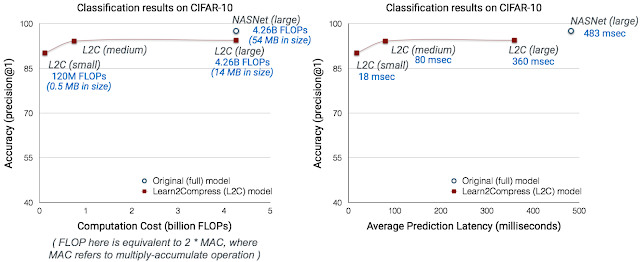 Classification results on CIFAR-10
100
85
70
55
40
Accuracy (precision@1)
NASNet (large)
4.26B FLOPs
(54 MB in size)
L2C (medium)
L2C (large)
4.26B FLOPs
(14 MB in size)
L2C (small)
120M FLOPs
(0.5 MB in size)
Original (full) model
Learn2Compress (L2C) model
0
1
2
3
4
5
Computation Cost (billion FLOPs)
( FLOP here is equivalent to 2 * MAC, where
MAC refers to multiply-accumulate operation )
Classification results on CIFAR-10
100
85
70
55
40
Accuracy (precision@1)
NASNet (large)
483 msec
L2C (medium)
80 msec
L2C (large)
360 msec
L2C (small)
18 msec
Original (full) model
Learn2Compress (L2C) model
0
100
200
300
400
500
Average Prediction Latency (milliseconds)